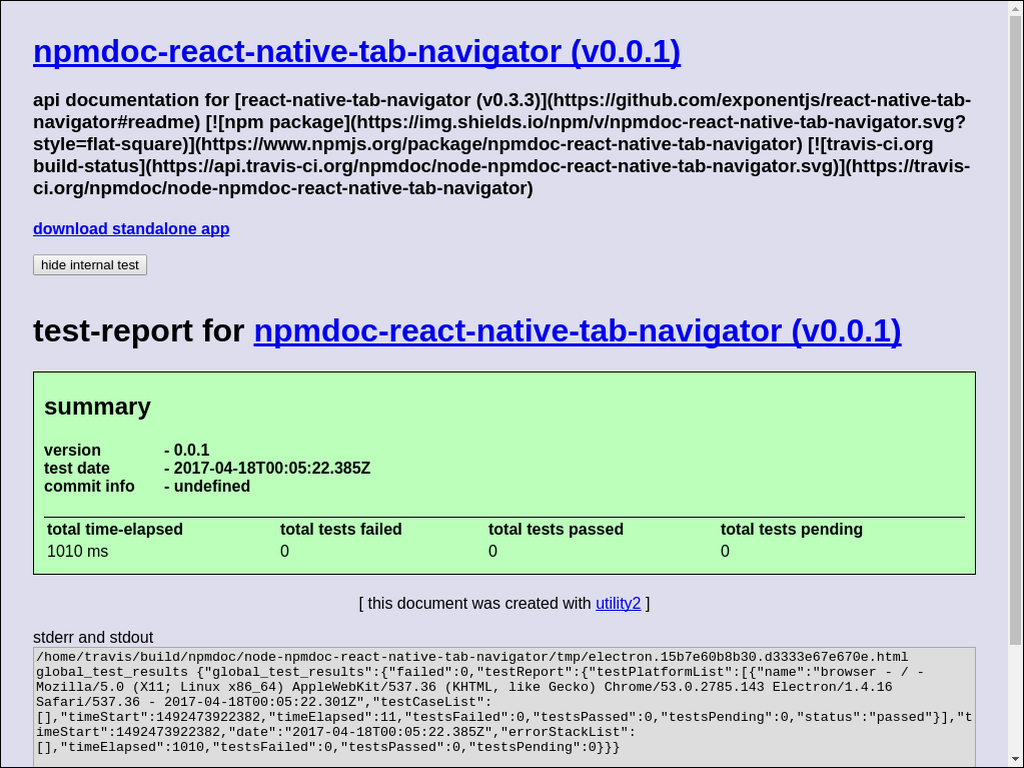 npmdoc-react-native-tab-navigator (v0.0.1)
api documentation for [react-native-tab-navigator (v0.3.3)](https://github.com/exponentjs/react-native-tab-
navigator#readme) [![npm package](https://img.shields.io/npm/v/npmdoc-react-native-tab-navigator.svg?
style=flat-square)](https://www.npmjs.org/package/npmdoc-react-native-tab-navigator) [![travis-ci.org
build-status](https://api.travis-ci.org/npmdoc/node-npmdoc-react-native-tab-navigator.svg)](https://travis-
ci.org/npmdoc/node-npmdoc-react-native-tab-navigator)
download standalone app
hide internal test
test-report for npmdoc-react-native-tab-navigator (v0.0.1)
summary
version - 0.0.1
test date - 2017-04-18T00:05:22.385Z
commit info - undefined
total time-elapsed total tests failed total tests passed total tests pending
1010 ms 0 0 0
[ this document was created with utility2 ]
stderr and stdout
/home/travis/build/npmdoc/node-npmdoc-react-native-tab-navigator/tmp/electron.15b7e60b8b30.d3333e67e670e.html
global_test_results {"global_test_results":{"failed":0,"testReport":{"testPlatformList":[{"name":"browser - / -
Mozilla/5.0 (X11; Linux x86_64) AppleWebKit/537.36 (KHTML, like Gecko) Chrome/53.0.2785.143 Electron/1.4.16
Safari/537.36 - 2017-04-18T00:05:22.301Z","testCaseList":
[],"timeStart":1492473922382,"timeElapsed":11,"testsFailed":0,"testsPassed":0,"testsPending":0,"status":"passed"}],"t
imeStart":1492473922382,"date":"2017-04-18T00:05:22.385Z","errorStackList":
[],"timeElapsed":1010,"testsFailed":0,"testsPassed":0,"testsPending":0}}}